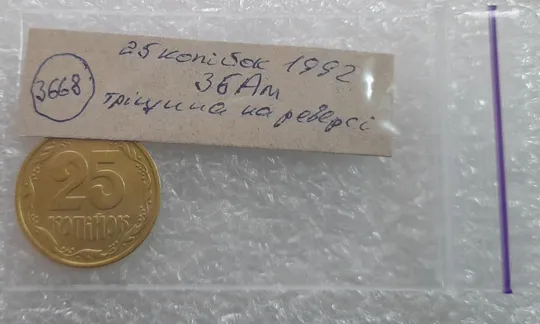 25 копійок 1992
3БАм
3668
тріщина на реверсі
25
КОПІЙОК